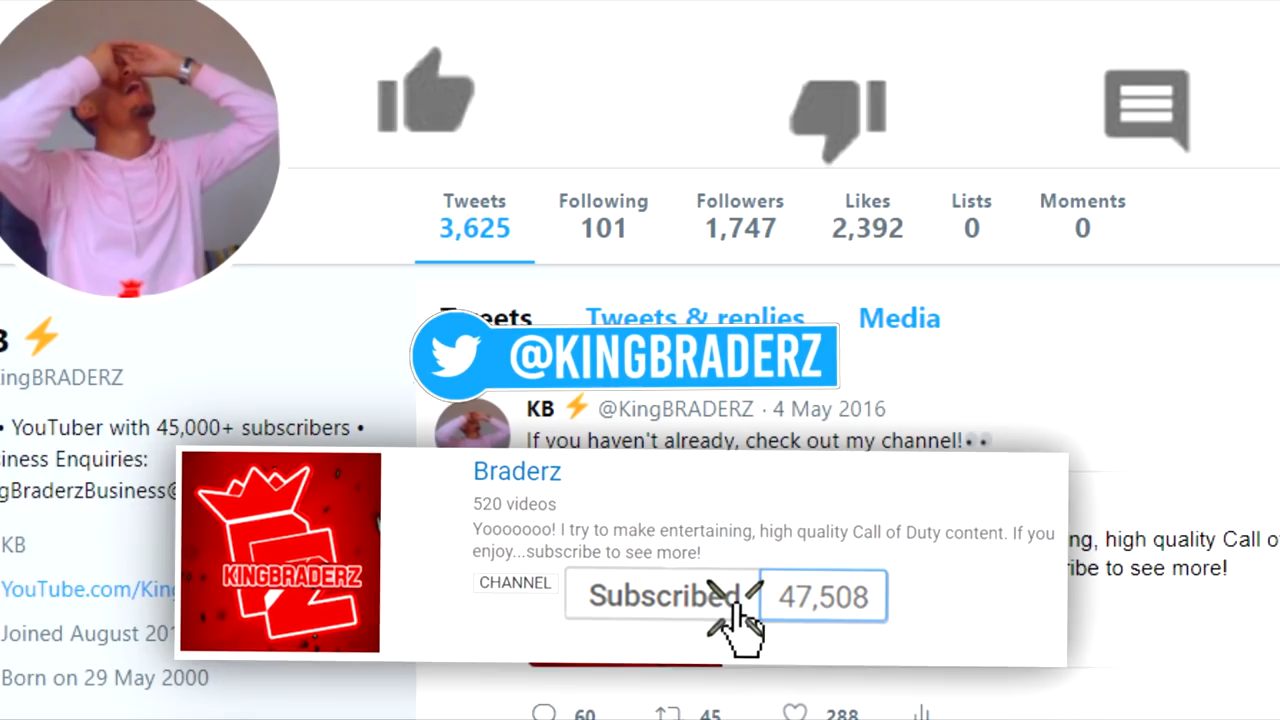 Tweets Following Followers Likes Lists Moments
3,625 101 1,747 2,392 0 0
Tweets & replies Media
@KINGBRADERZ
KB ⚡ @KingBRADERZ · 4 May 2016
If you haven't already, check out my channel!👀
B ⚡
ingBRADERZ
• YouTuber with 45,000+ subscribers •
iness Enquiries:
gBraderzBusiness@
KB
YouTube.com/King
Joined August 201
Born on 29 May 2000
KINGBRADERZ
Braderz
520 videos
Yooooooo! I try to make entertaining, high quality Call of Duty content. If you
enjoy...subscribe to see more!
CHANNEL
Subscribed 47,508
ng, high quality Call o
ribe to see more!
60 45 288